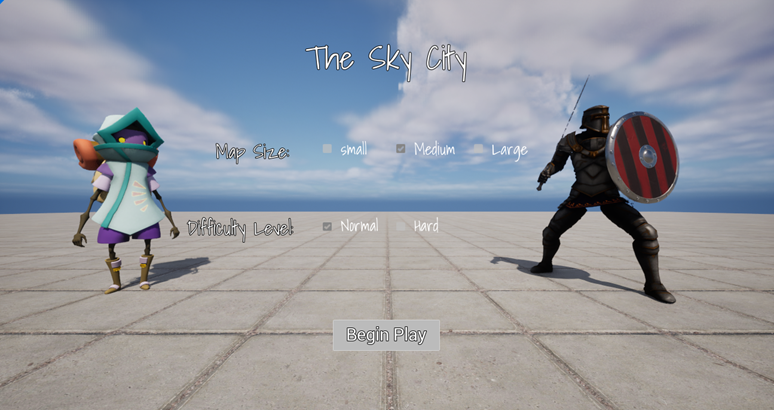 The Sky City
Map Size: small Medium Large
Difficulty Level: Normal Hard
Begin Play